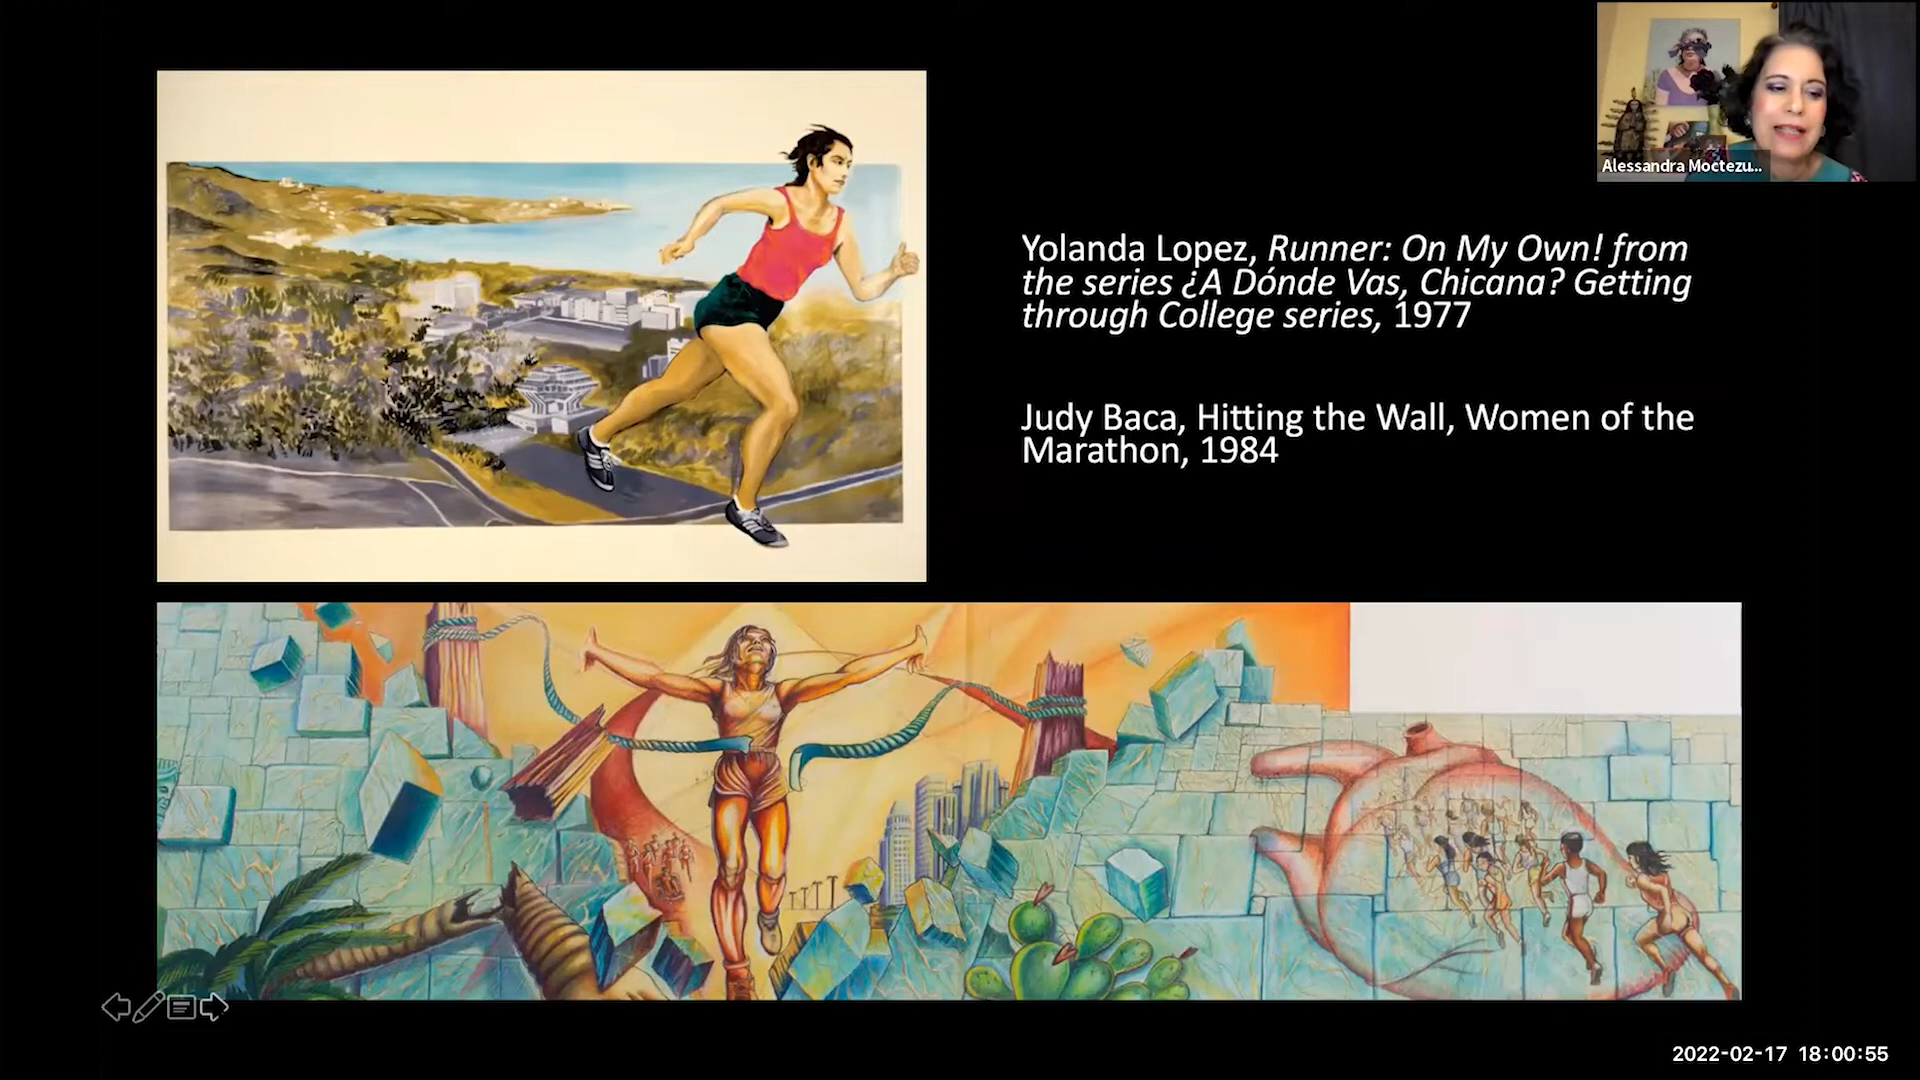 Alessandra Moctezu...
Yolanda Lopez, Runner: On My Own! from
the series ¿A Dónde Vas, Chicana? Getting
through College series, 1977
Judy Baca, Hitting the Wall, Women of the
Marathon, 1984
2022-02-17 18:00:55